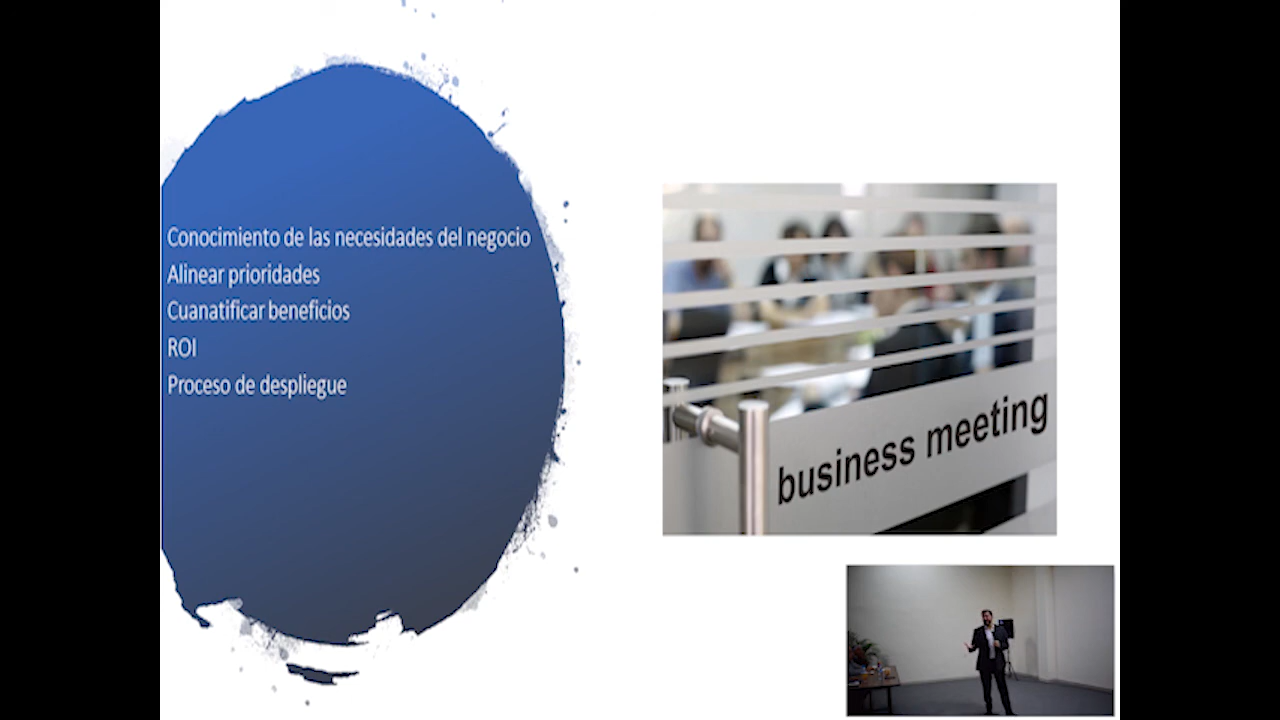 Conocimiento de las necesidades del negocio
Alinear prioridades
Cuanatificar beneficios
ROI
Proceso de despliegue
business meeting